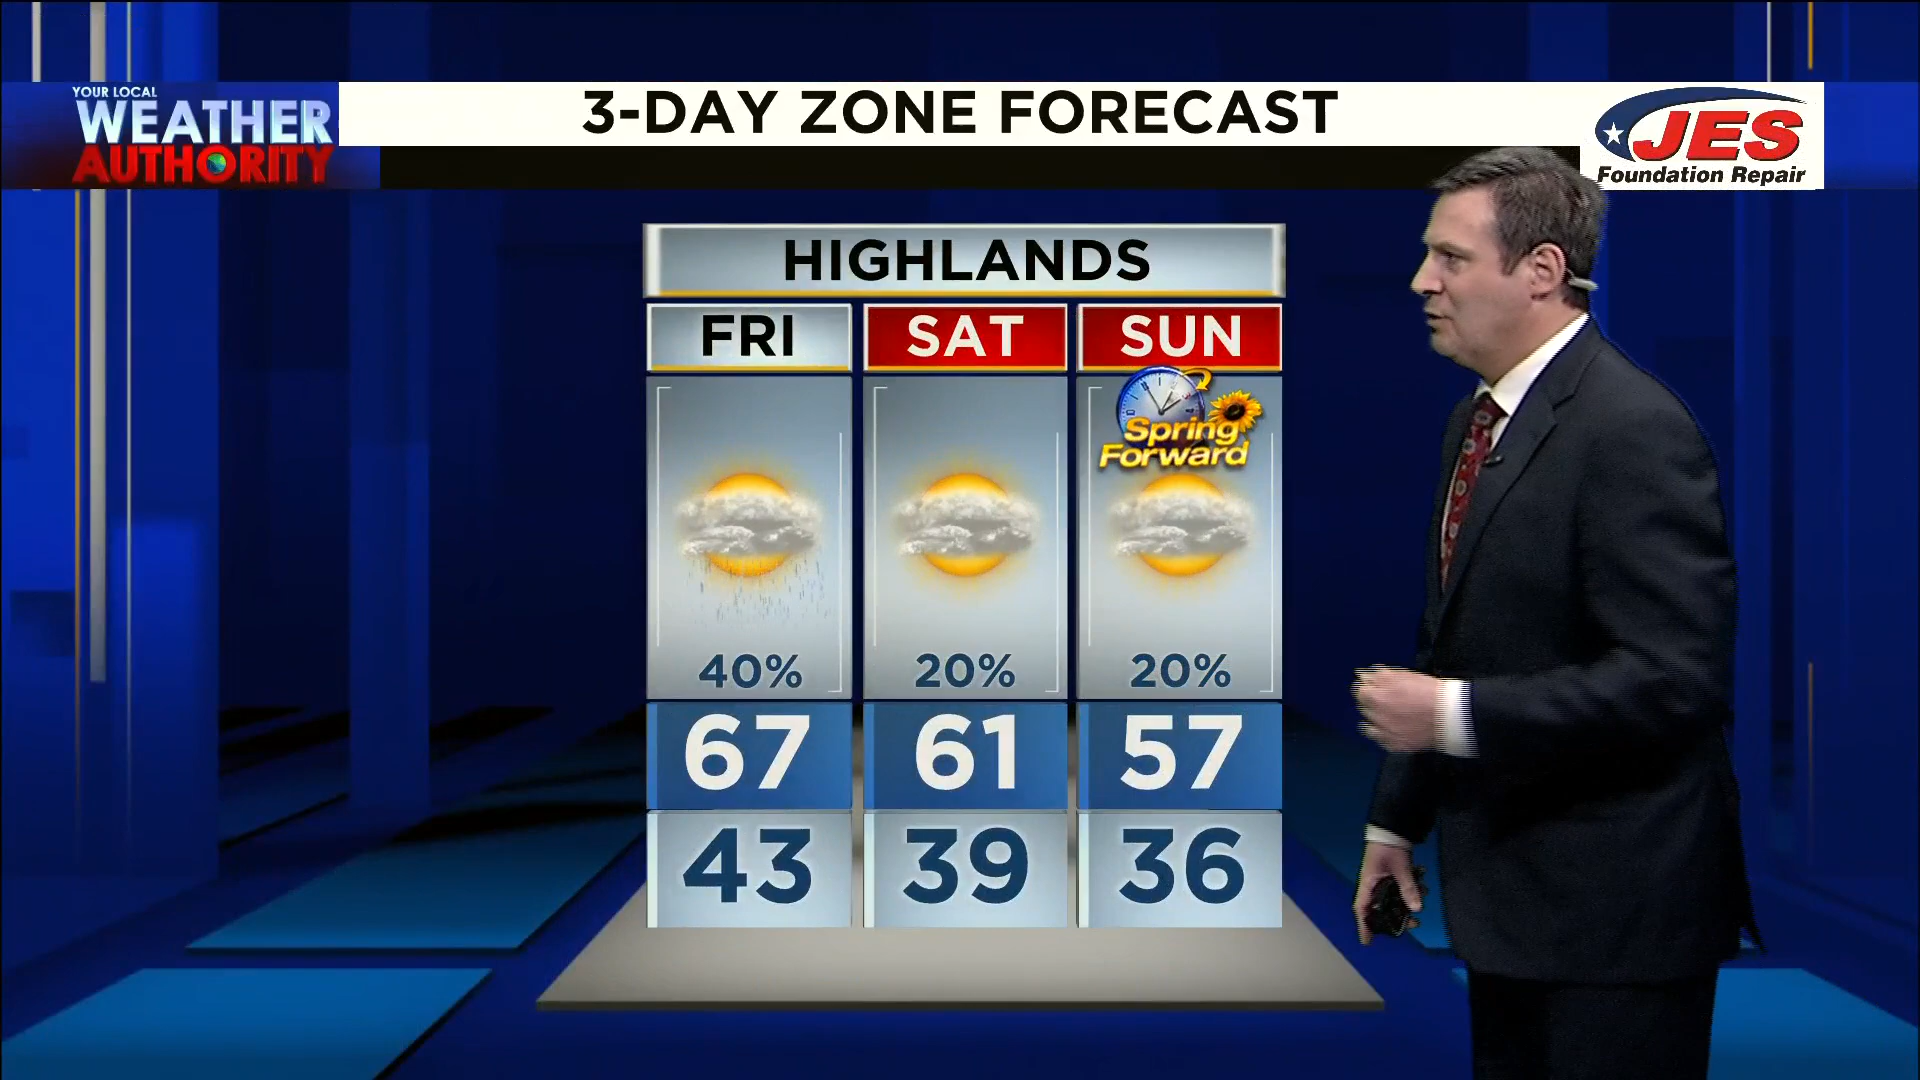 YOUR LOCAL
WEATHER
AUTHORITY
3-DAY ZONE FORECAST
JES
Foundation Repair
HIGHLANDS
FRI SAT SUN
Spring
Forward
40% 20% 20%
67 61 57
43 39 36